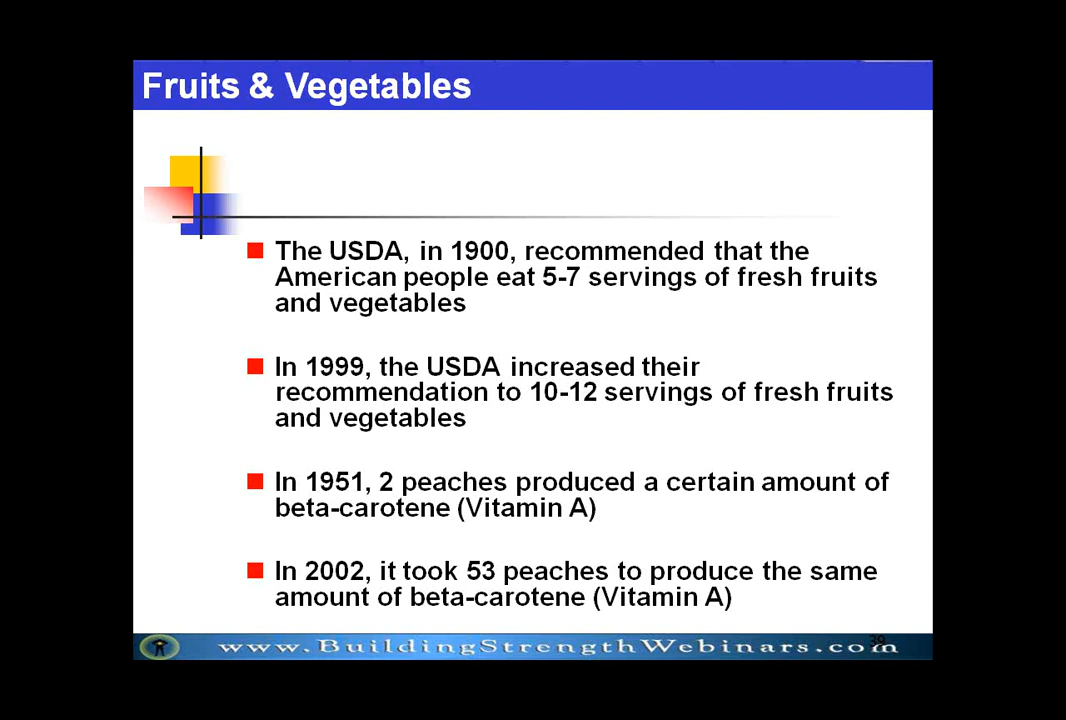 Fruits & Vegetables
The USDA, in 1900, recommended that the
American people eat 5-7 servings of fresh fruits
and vegetables
In 1999, the USDA increased their
recommendation to 10-12 servings of fresh fruits
and vegetables
In 1951, 2 peaches produced a certain amount of
beta-carotene (Vitamin A)
In 2002, it took 53 peaches to produce the same
amount of beta-carotene (Vitamin A)
39
www.BuildingStrengthWebinars.com